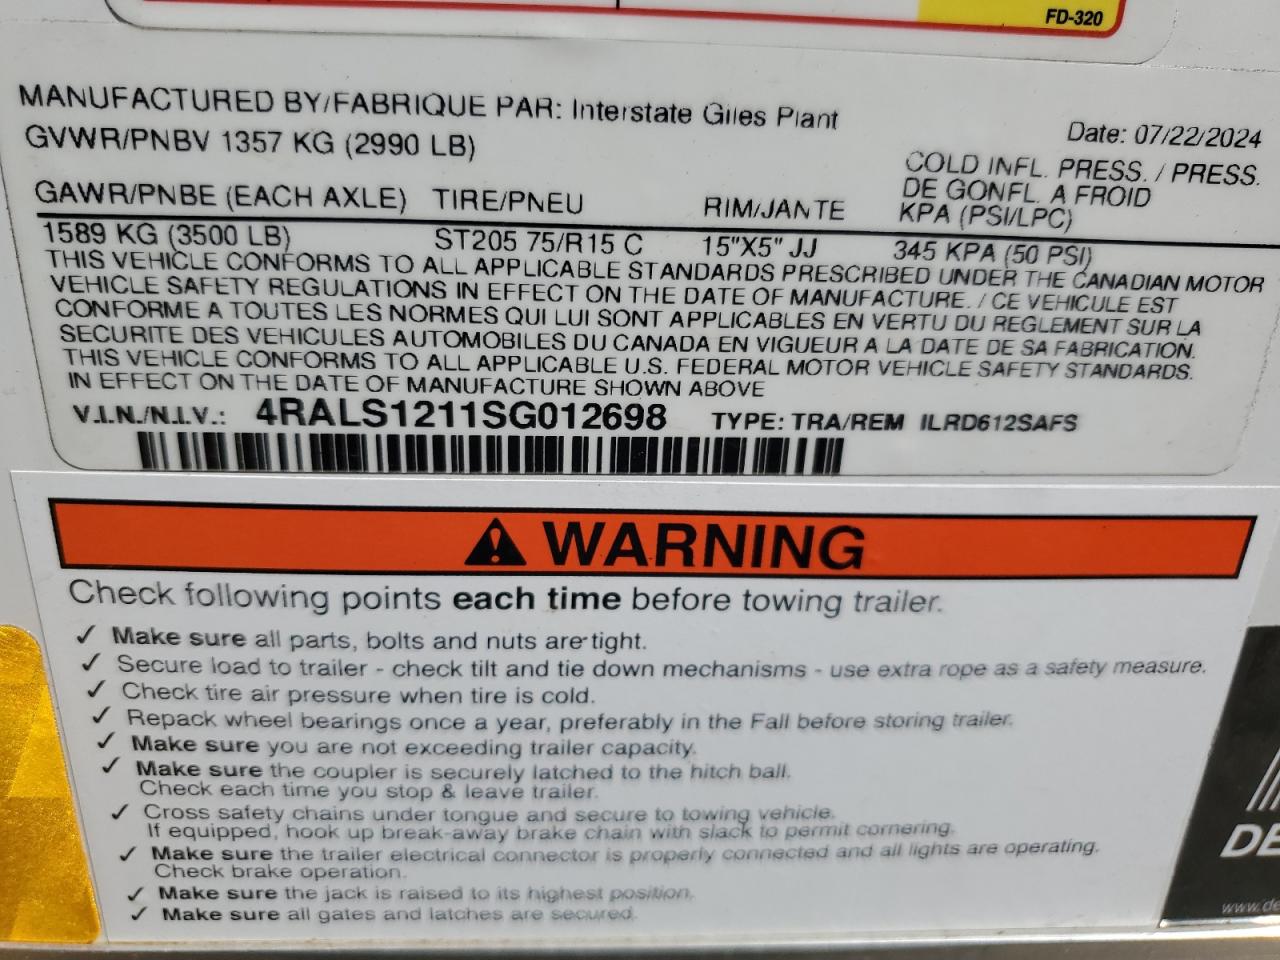 FD-320
MANUFACTURED BY/FABRIQUE PAR: Interstate Giles Plant
GVWR/PNBV 1357 KG (2990 LB)
Date: 07/22/2024
GAWR/PNBE (EACH AXLE) TIRE/PNEU RIM/JANTE
COLD INFL. PRESS. / PRESS.
DE GONFL. A FROID
KPA (PSI/LPC)
1589 KG (3500 LB) ST205 75/R15 C 15"X5" JJ 345 KPA (50 PSI)
THIS VEHICLE CONFORMS TO ALL APPLICABLE STANDARDS PRESCRIBED UNDER THE CANADIAN MOTOR
VEHICLE SAFETY REGULATIONS IN EFFECT ON THE DATE OF MANUFACTURE. / CE VEHICULE EST
CONFORME A TOUTES LES NORMES QUI LUI SONT APPLICABLES EN VERTU DU REGLEMENT SUR LA
SECURITE DES VEHICULES AUTOMOBILES DU CANADA EN VIGUEUR A LA DATE DE SA FABRICATION.
THIS VEHICLE CONFORMS TO ALL APPLICABLE U.S. FEDERAL MOTOR VEHICLE SAFETY STANDARDS.
IN EFFECT ON THE DATE OF MANUFACTURE SHOWN ABOVE
V.I.N./N.I.V.: 4RALS1211SG012698 TYPE: TRA/REM ILRD612SAFS
WARNING
Check following points each time before towing trailer.
✓ Make sure all parts, bolts and nuts are tight.
✓ Secure load to trailer - check tilt and tie down mechanisms - use extra rope as a safety measure.
✓ Check tire air pressure when tire is cold.
✓ Repack wheel bearings once a year, preferably in the Fall before storing trailer.
✓ Make sure you are not exceeding trailer capacity.
✓ Make sure the coupler is securely latched to the hitch ball.
Check each time you stop & leave trailer.
✓ Cross safety chains under tongue and secure to towing vehicle.
If equipped, hook up break-away brake chain with slack to permit cornering.
✓ Make sure the trailer electrical connector is properly connected and all lights are operating.
Check brake operation.
✓ Make sure the jack is raised to its highest position.
✓ Make sure all gates and latches are secured.
DE
www.de